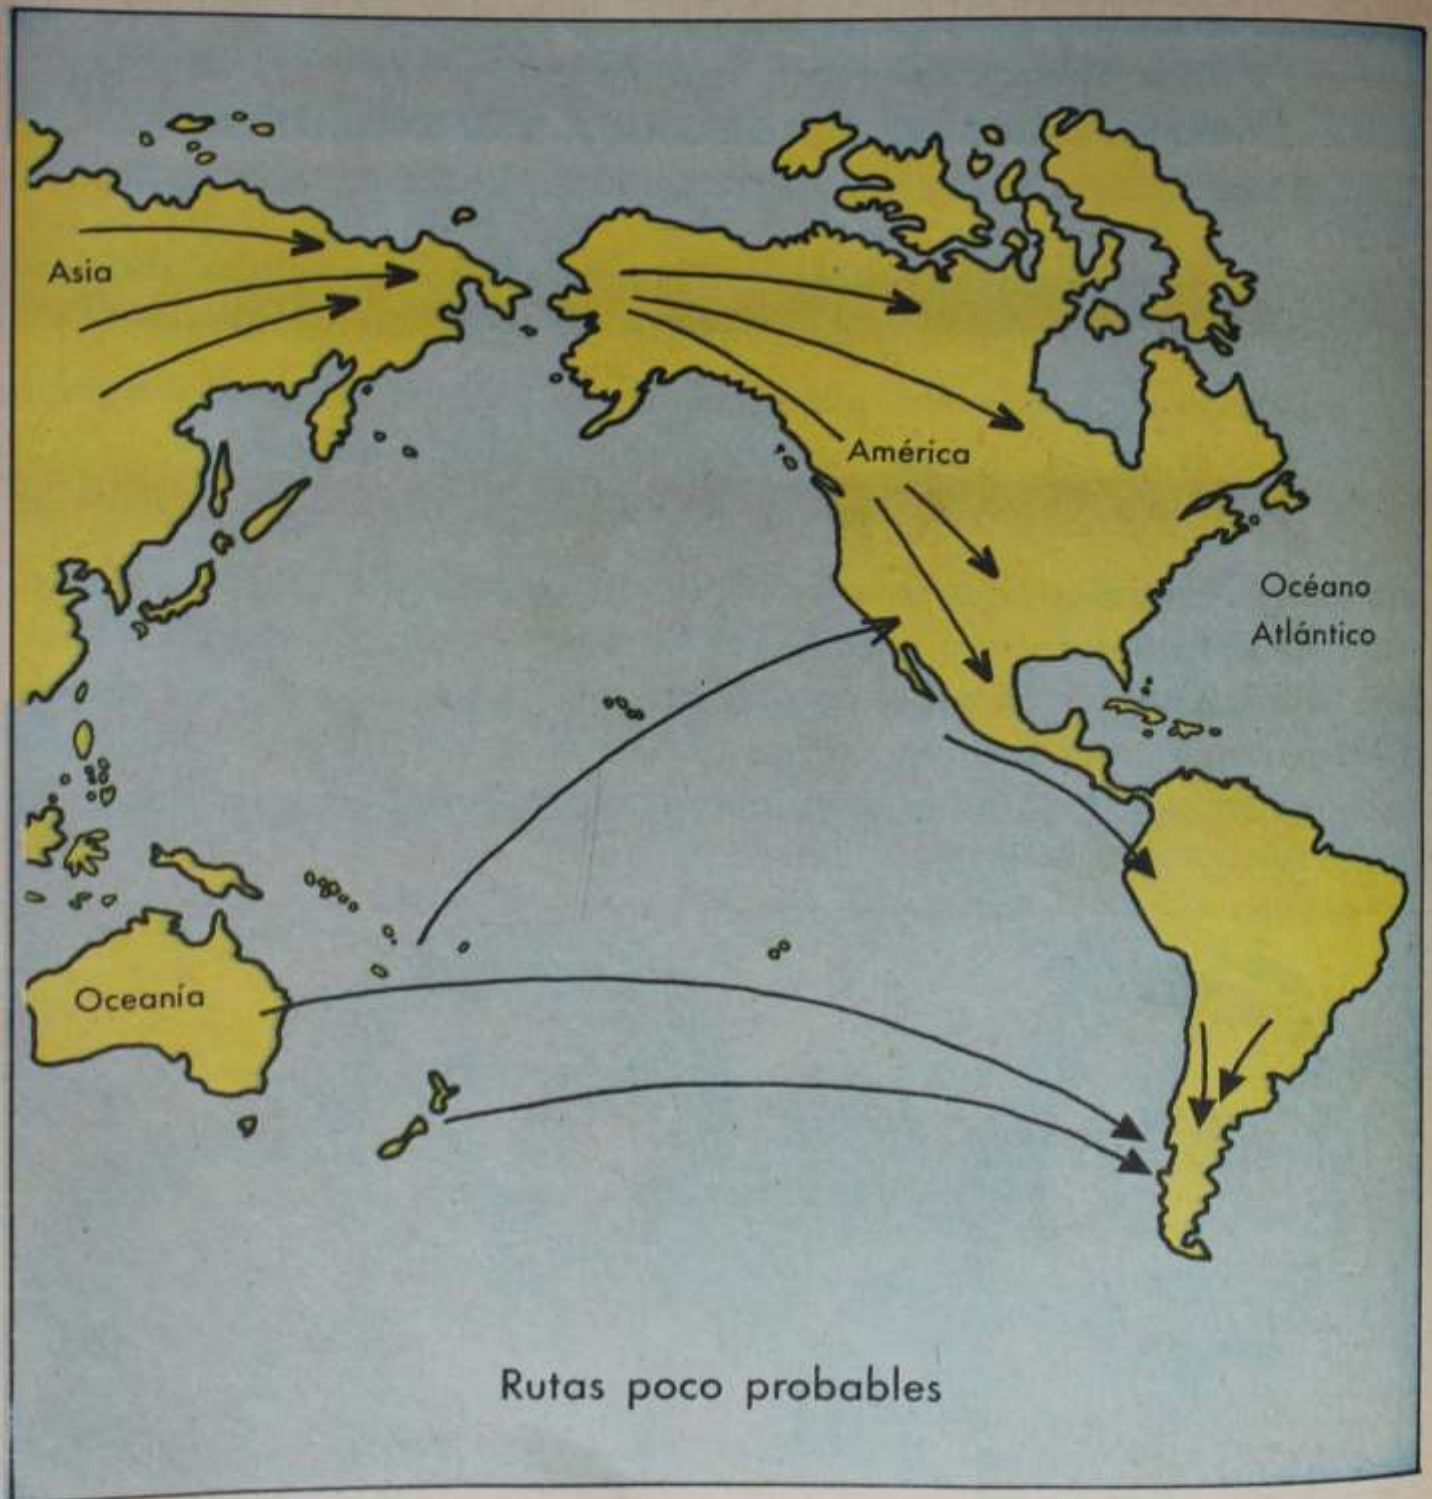 Asia
América
Océano
Atlántico
Oceanía
Rutas poco probables